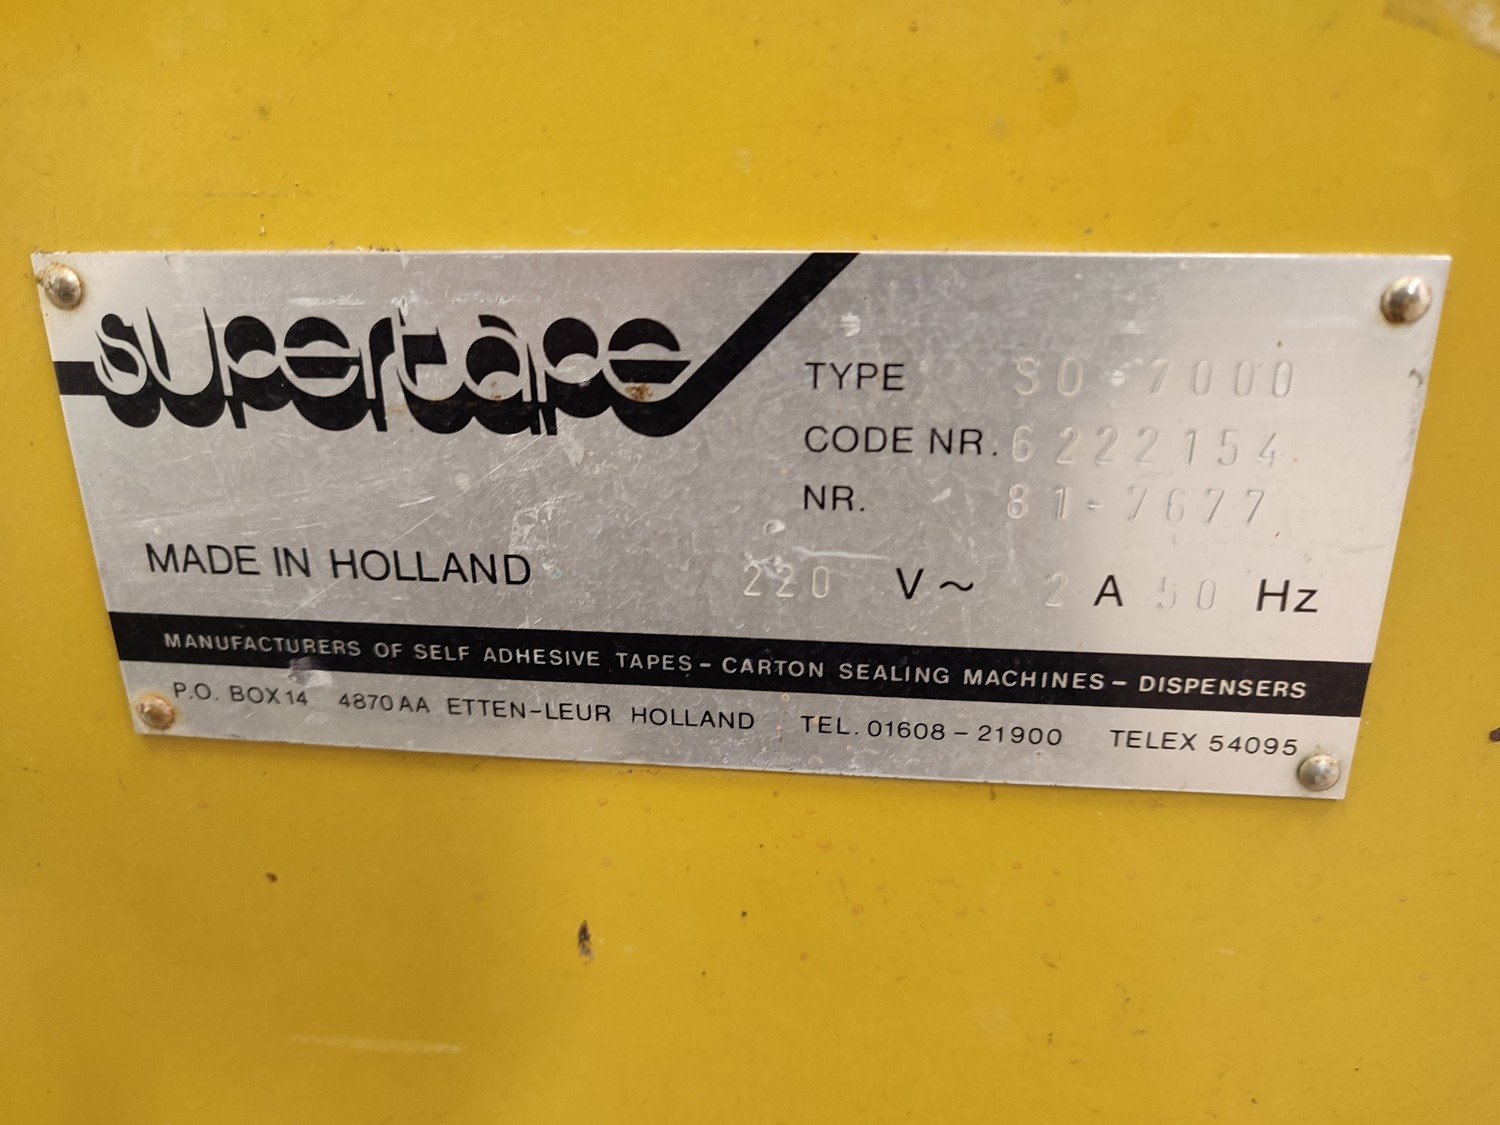 supertape
TYPE SO 7000
CODE NR. 6222154
NR. 81-7677
MADE IN HOLLAND
220 V~ 2 A 50 Hz
MANUFACTURERS OF SELF ADHESIVE TAPES - CARTON SEALING MACHINES - DISPENSERS
P.O. BOX 14 4870 AA ETTEN-LEUR HOLLAND TEL. 01608-21900 TELEX 54095